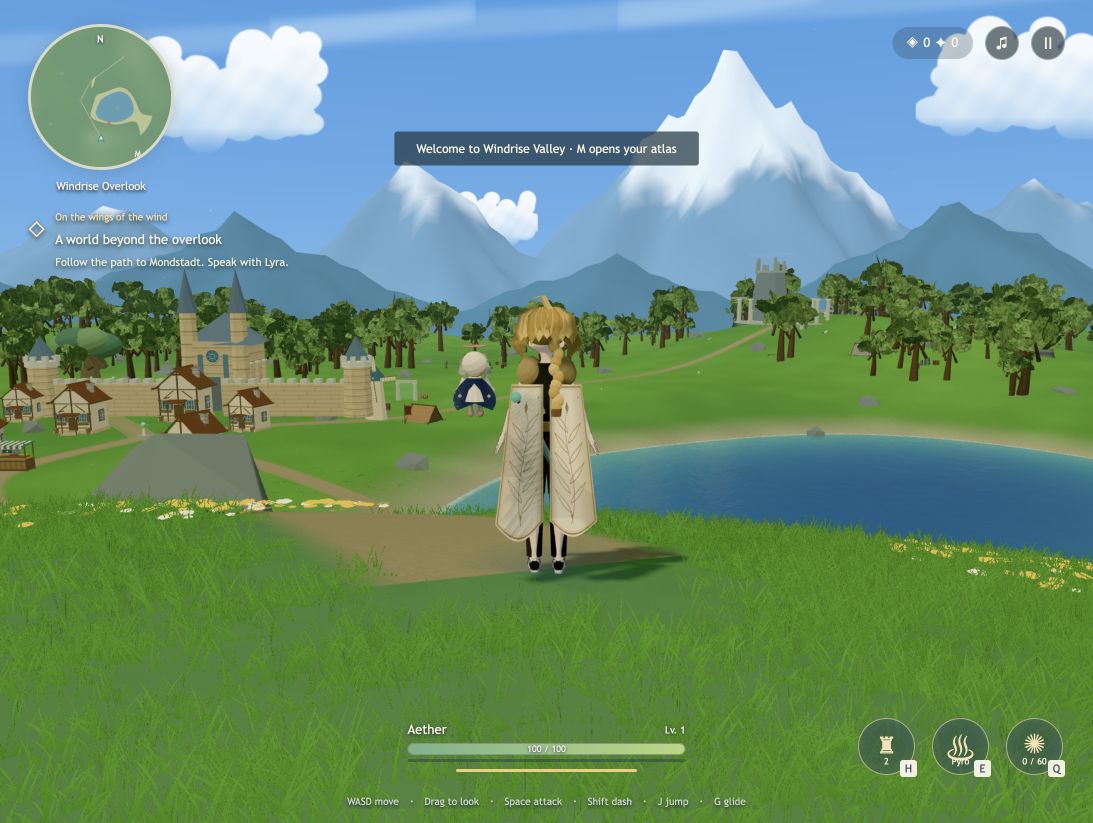 N
M
◈ 0 ✦ 0
Welcome to Windrise Valley · M opens your atlas
Windrise Overlook
On the wings of the wind
A world beyond the overlook
Follow the path to Mondstadt. Speak with Lyra.
Aether
Lv. 1
100 / 100
2
H
Pyro
E
0 / 60
Q
WASD move · Drag to look · Space attack · Shift dash · J jump · G glide